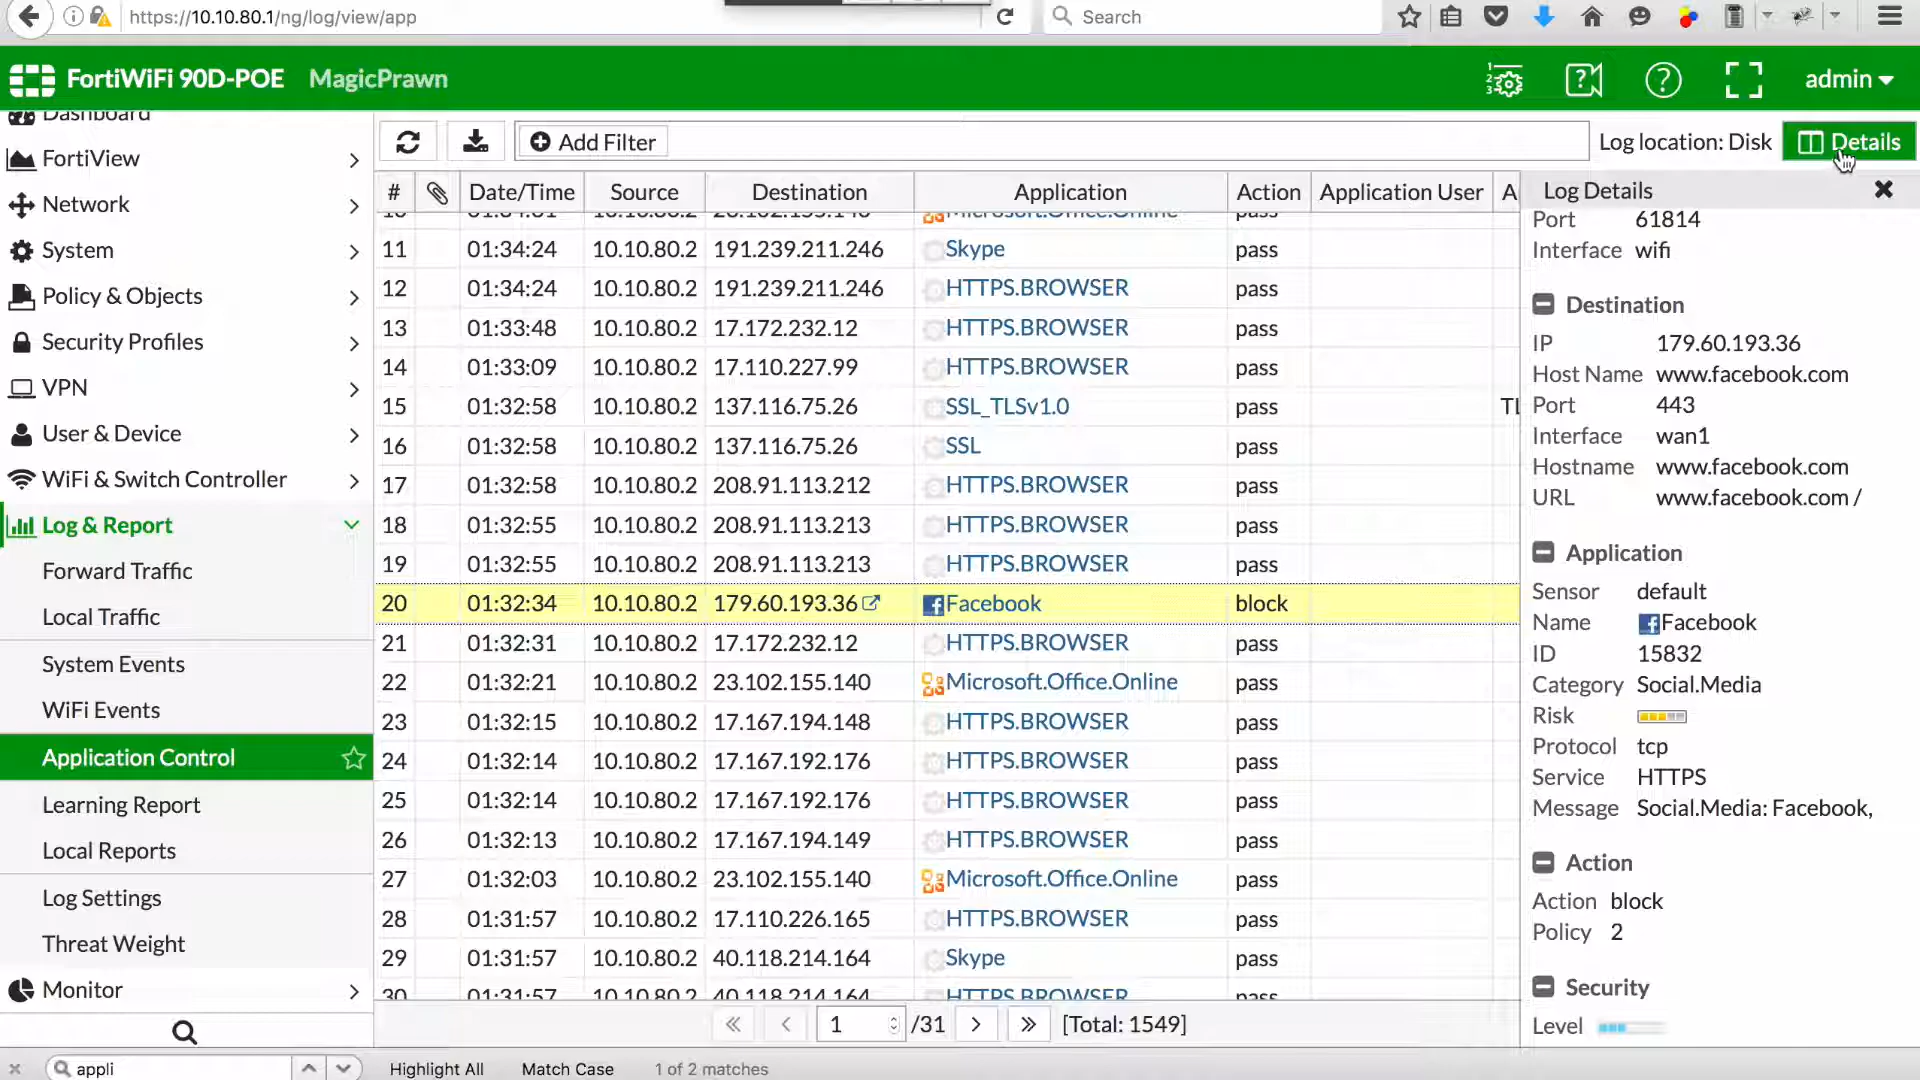 https://10.10.80.1/ng/log/view/app
Search
FortiWiFi 90D-POE MagicPrawn
admin
Dashboard
FortiView
Network
System
Policy & Objects
Security Profiles
VPN
User & Device
WiFi & Switch Controller
Log & Report
Forward Traffic
Local Traffic
System Events
WiFi Events
Application Control
Learning Report
Local Reports
Log Settings
Threat Weight
Monitor
Add Filter
Log location: Disk
Details
# Date/Time Source Destination Application Action Application User A
Microsoft.Office.Online pass
11 01:34:24 10.10.80.2 191.239.211.246 Skype pass
12 01:34:24 10.10.80.2 191.239.211.246 HTTPS.BROWSER pass
13 01:33:48 10.10.80.2 17.172.232.12 HTTPS.BROWSER pass
14 01:33:09 10.10.80.2 17.110.227.99 HTTPS.BROWSER pass
15 01:32:58 10.10.80.2 137.116.75.26 SSL_TLSv1.0 pass TL
16 01:32:58 10.10.80.2 137.116.75.26 SSL pass
17 01:32:58 10.10.80.2 208.91.113.212 HTTPS.BROWSER pass
18 01:32:55 10.10.80.2 208.91.113.213 HTTPS.BROWSER pass
19 01:32:55 10.10.80.2 208.91.113.213 HTTPS.BROWSER pass
20 01:32:34 10.10.80.2 179.60.193.36 Facebook block
21 01:32:31 10.10.80.2 17.172.232.12 HTTPS.BROWSER pass
22 01:32:21 10.10.80.2 23.102.155.140 Microsoft.Office.Online pass
23 01:32:15 10.10.80.2 17.167.194.148 HTTPS.BROWSER pass
24 01:32:14 10.10.80.2 17.167.192.176 HTTPS.BROWSER pass
25 01:32:14 10.10.80.2 17.167.192.176 HTTPS.BROWSER pass
26 01:32:13 10.10.80.2 17.167.194.149 HTTPS.BROWSER pass
27 01:32:03 10.10.80.2 23.102.155.140 Microsoft.Office.Online pass
28 01:31:57 10.10.80.2 17.110.226.165 HTTPS.BROWSER pass
29 01:31:57 10.10.80.2 40.118.214.164 Skype pass
30 01:31:57 10.10.80.2 40.118.214.164 HTTPS.BROWSER pass
1 /31 [Total: 1549]
Log Details
Port 61814
Interface wifi
Destination
IP 179.60.193.36
Host Name www.facebook.com
Port 443
Interface wan1
Hostname www.facebook.com
URL www.facebook.com /
Application
Sensor default
Name Facebook
ID 15832
Category Social.Media
Risk
Protocol tcp
Service HTTPS
Message Social.Media: Facebook,
Action
Action block
Policy 2
Security
Level
appli
Highlight All Match Case 1 of 2 matches